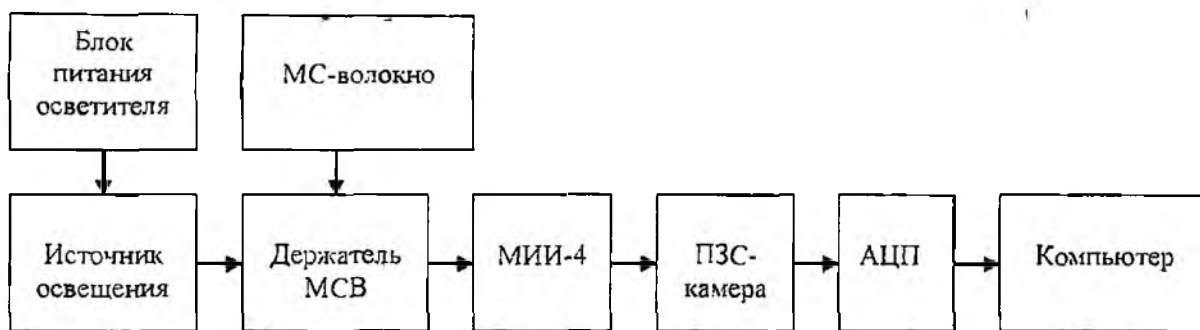 Блок
питания
осветителя
МС-волокно
Источник
освещения
Держатель
МСВ
МИИ-4
ПЗС-
камера
АЦП
Компьютер